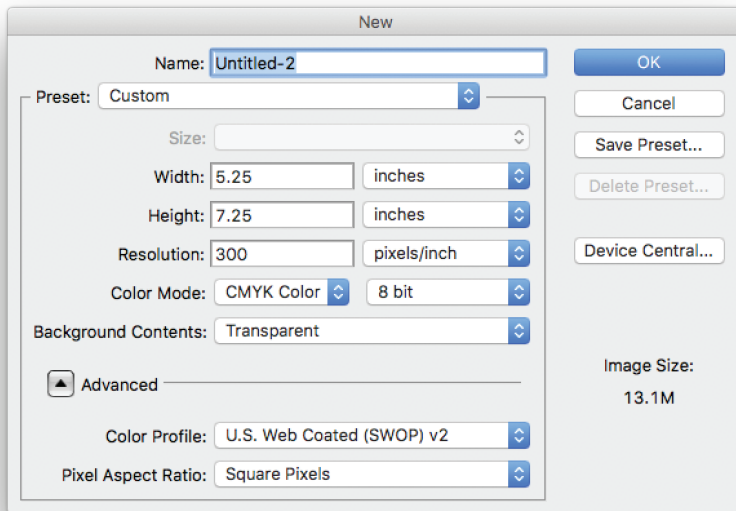 New
Name: Untitled-2
OK
Preset: Custom
Cancel
Size:
Save Preset...
Width: 5.25 inches
Delete Preset...
Height: 7.25 inches
Resolution: 300 pixels/inch
Device Central...
Color Mode: CMYK Color 8 bit
Background Contents: Transparent
Image Size:
13.1M
Advanced
Color Profile: U.S. Web Coated (SWOP) v2
Pixel Aspect Ratio: Square Pixels